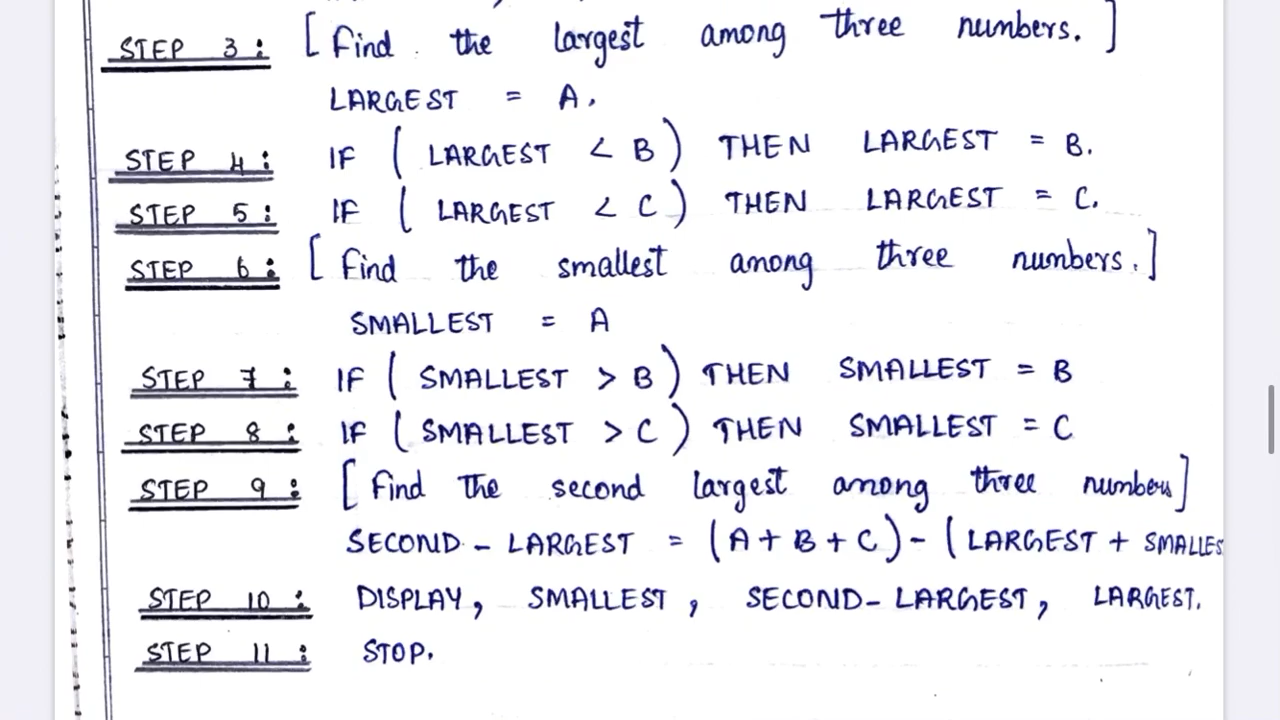 STEP 3: [Find the largest among three numbers.]
LARGEST = A.
STEP 4: IF (LARGEST < B) THEN LARGEST = B.
STEP 5: IF (LARGEST < C) THEN LARGEST = C.
STEP 6: [Find the smallest among three numbers.]
SMALLEST = A
STEP 7: IF (SMALLEST > B) THEN SMALLEST = B
STEP 8: IF (SMALLEST > C) THEN SMALLEST = C
STEP 9: [Find the second largest among three numbers]
SECOND-LARGEST = (A+B+C)-(LARGEST + SMALLES
STEP 10: DISPLAY, SMALLEST, SECOND-LARGEST, LARGEST.
STEP 11: STOP.